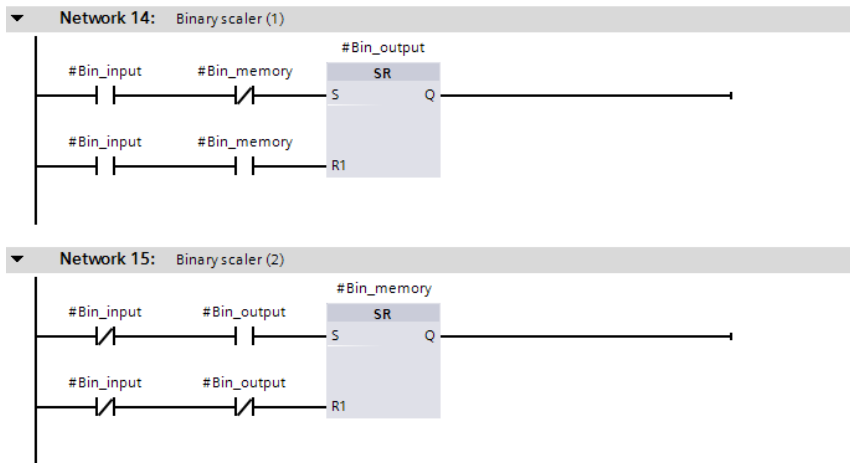 Network 14: Binary scaler (1)
#Bin_output
#Bin_input #Bin_memory SR
S Q
#Bin_input #Bin_memory
R1
Network 15: Binary scaler (2)
#Bin_memory
#Bin_input #Bin_output SR
S Q
#Bin_input #Bin_output
R1